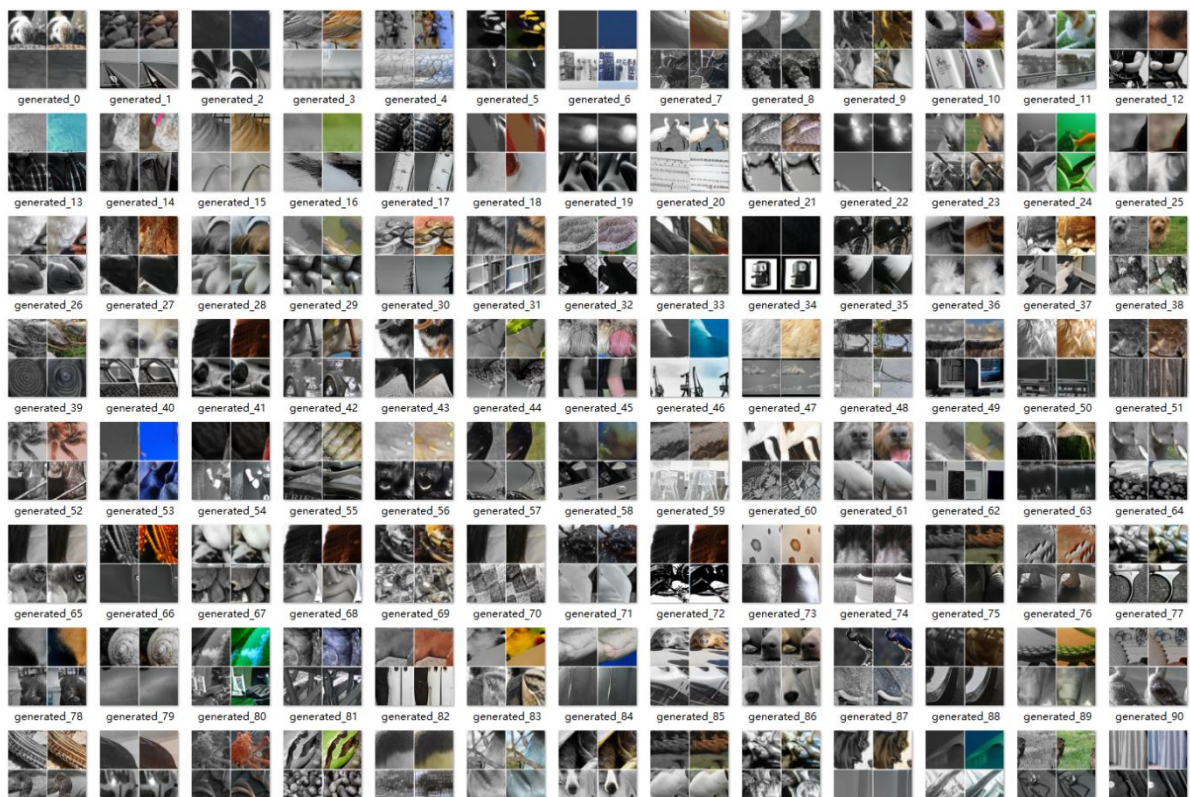 generated_0 generated_1 generated_2 generated_3 generated_4 generated_5 generated_6 generated_7 generated_8 generated_9 generated_10 generated_11 generated_12
generated_13 generated_14 generated_15 generated_16 generated_17 generated_18 generated_19 generated_20 generated_21 generated_22 generated_23 generated_24 generated_25
generated_26 generated_27 generated_28 generated_29 generated_30 generated_31 generated_32 generated_33 generated_34 generated_35 generated_36 generated_37 generated_38
generated_39 generated_40 generated_41 generated_42 generated_43 generated_44 generated_45 generated_46 generated_47 generated_48 generated_49 generated_50 generated_51
generated_52 generated_53 generated_54 generated_55 generated_56 generated_57 generated_58 generated_59 generated_60 generated_61 generated_62 generated_63 generated_64
generated_65 generated_66 generated_67 generated_68 generated_69 generated_70 generated_71 generated_72 generated_73 generated_74 generated_75 generated_76 generated_77
generated_78 generated_79 generated_80 generated_81 generated_82 generated_83 generated_84 generated_85 generated_86 generated_87 generated_88 generated_89 generated_90